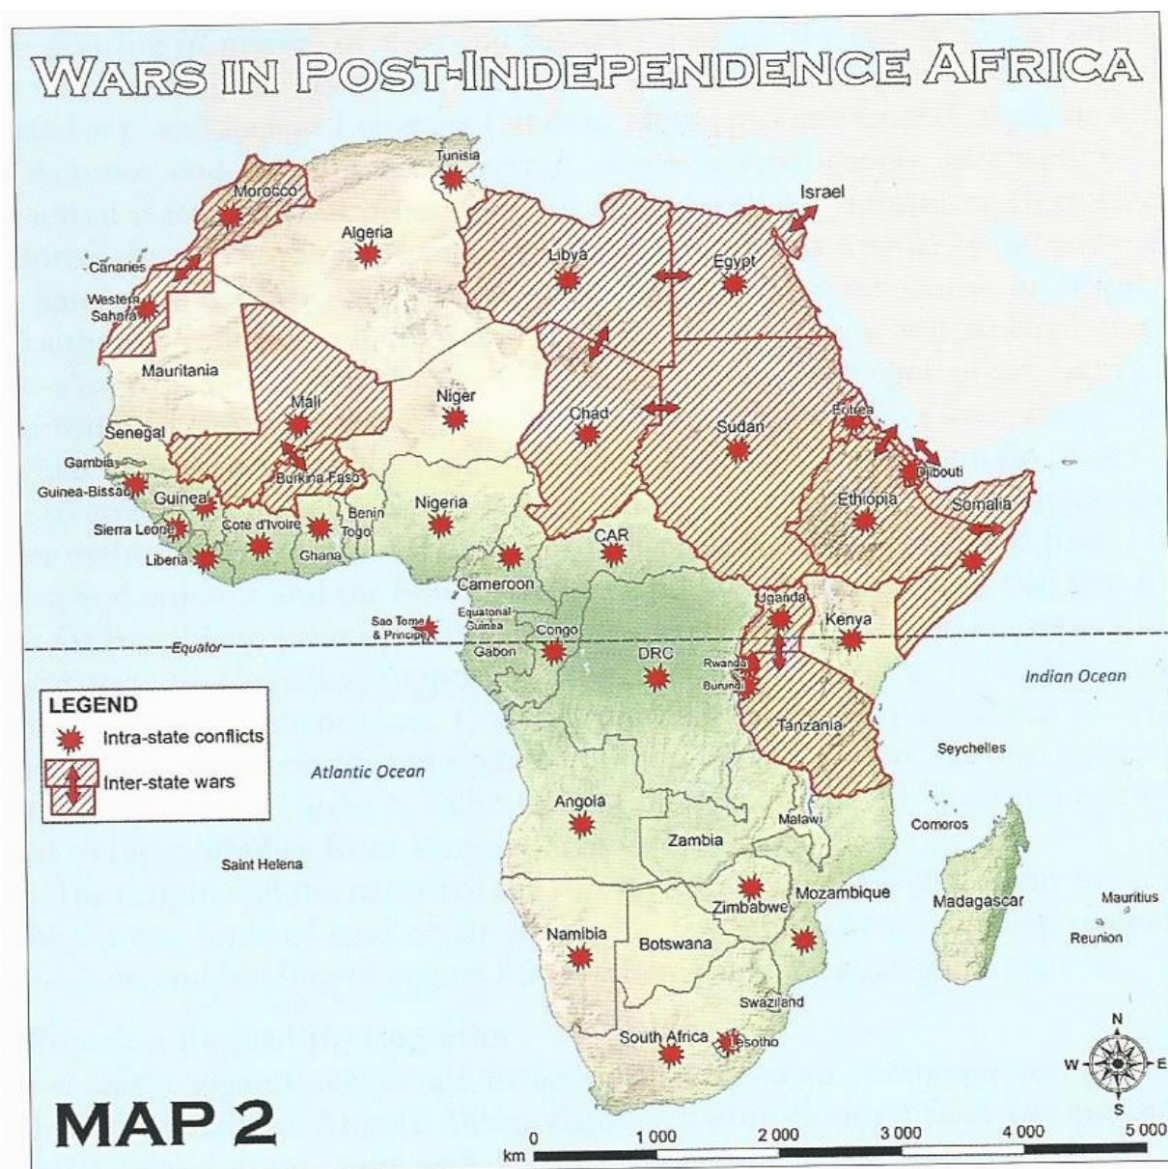 WARS IN POST-INDEPENDENCE AFRICA
Tunisia
Israel
Morocco
Algeria
Libya
Egypt
Canaries
Western
Sahara
Mauritania
Mali
Niger
Chad
Sudan
Eritrea
Senegal
Gambia
Burkina Faso
Djibouti
Guinea-Bissao
Guinea
Nigeria
Ethiopia
Somalia
Benin
Sierra Leone
Cote d'Ivoire
Togo
Ghana
CAR
Liberia
Cameroon
Uganda
Equatorial
Guinea
Kenya
Sao Tome
& Principe
Congo
Equator
Gabon
DRC
Rwanda
Burundi
Indian Ocean
LEGEND
Intra-state conflicts
Inter-state wars
Tanzania
Seychelles
Atlantic Ocean
Angola
Malawi
Comoros
Zambia
Saint Helena
Mozambique
Zimbabwe
Madagascar
Mauritius
Namibia
Botswana
Reunion
Swaziland
South Africa
Lesotho
N
W
E
S
MAP 2
km
0
1 000
2 000
3 000
4 000
5 000